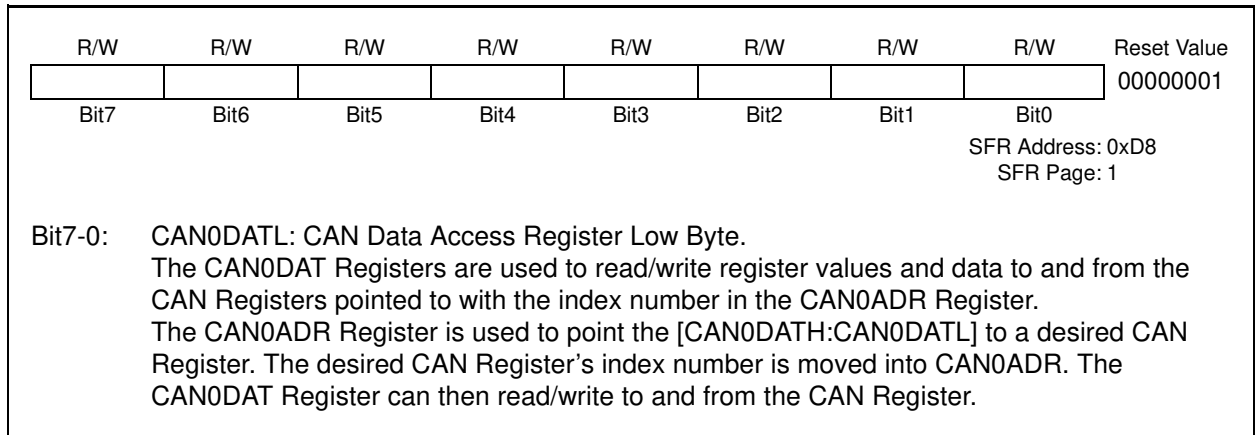 R/W R/W R/W R/W R/W R/W R/W R/W Reset Value
00000001
Bit7 Bit6 Bit5 Bit4 Bit3 Bit2 Bit1 Bit0
SFR Address: 0xD8
SFR Page: 1
Bit7-0: CAN0DATL: CAN Data Access Register Low Byte.
The CAN0DAT Registers are used to read/write register values and data to and from the
CAN Registers pointed to with the index number in the CAN0ADR Register.
The CAN0ADR Register is used to point the [CAN0DATH:CAN0DATL] to a desired CAN
Register. The desired CAN Register’s index number is moved into CAN0ADR. The
CAN0DAT Register can then read/write to and from the CAN Register.